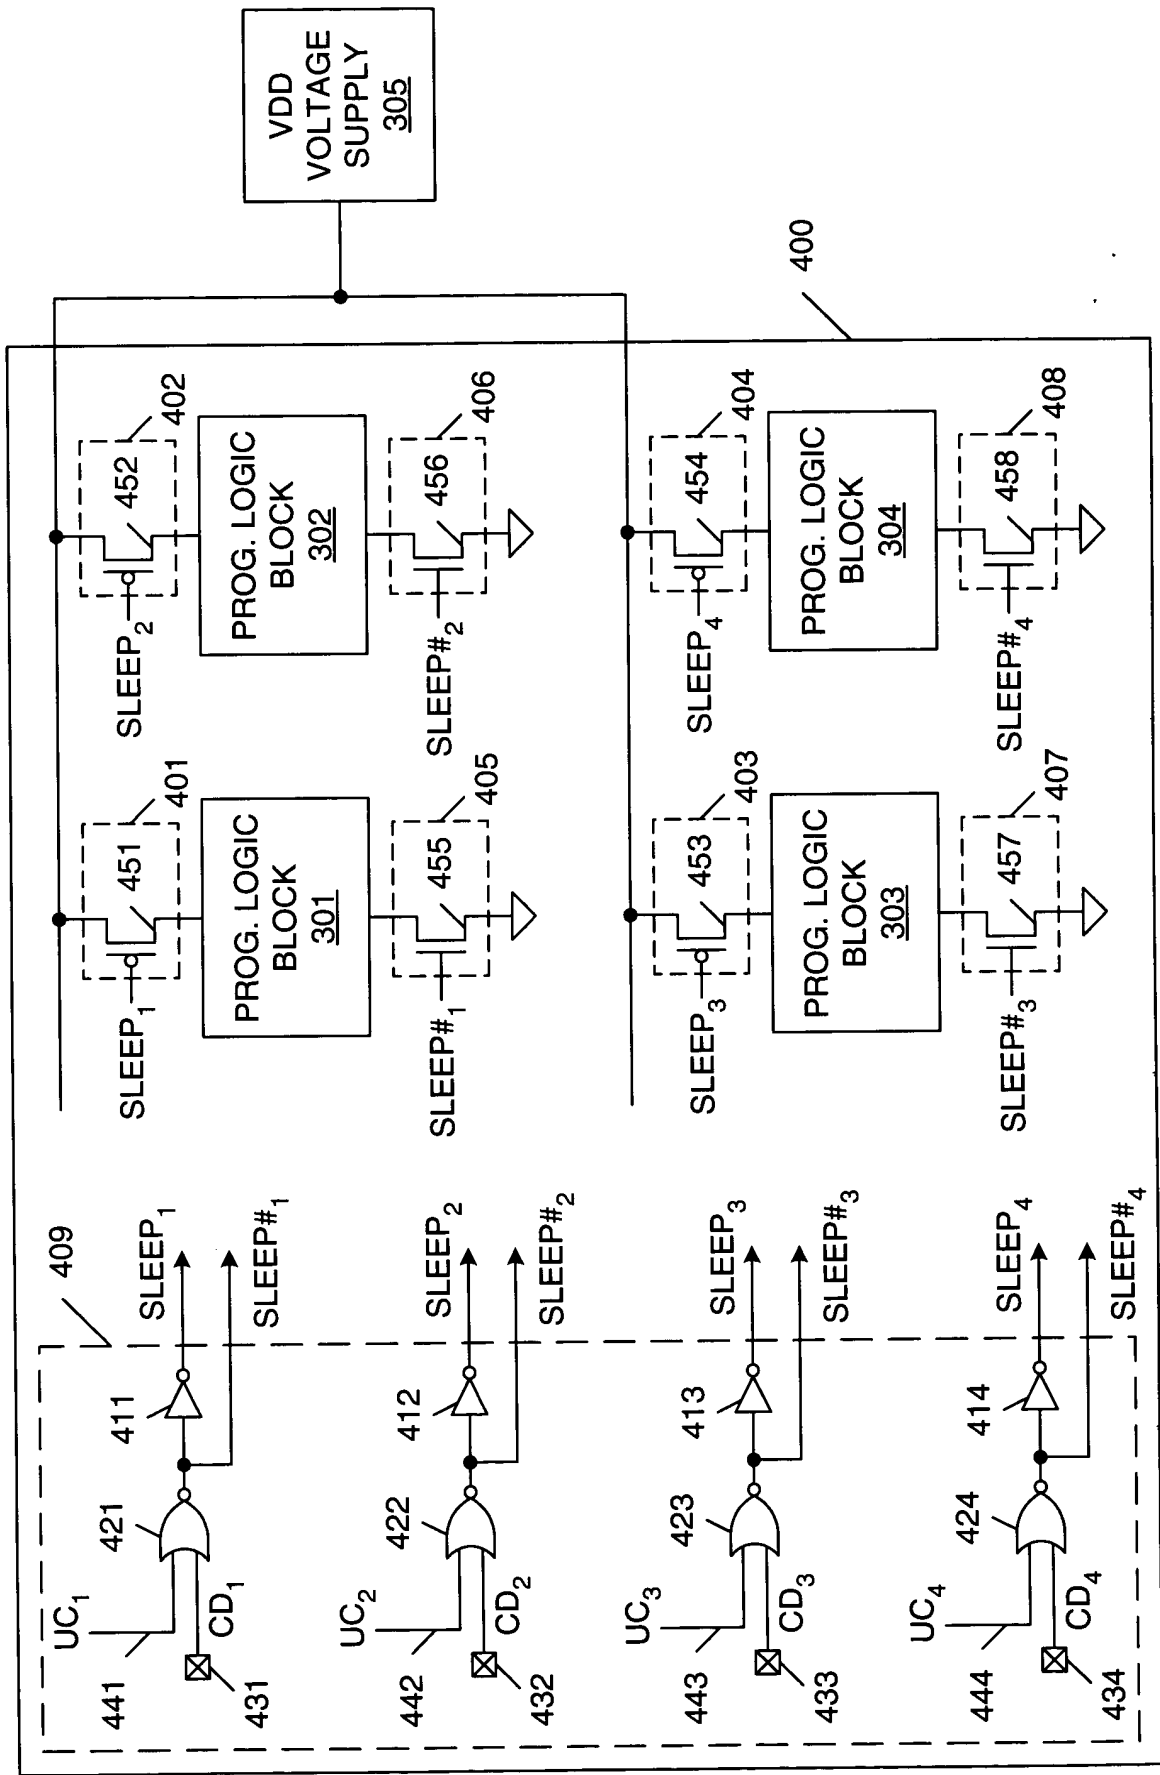 VDD
VOLTAGE
SUPPLY
305
400
402
452
SLEEP2
PROG. LOGIC
BLOCK
302
406
456
SLEEP#2
404
454
SLEEP4
PROG. LOGIC
BLOCK
304
408
458
SLEEP#4
401
451
SLEEP1
PROG. LOGIC
BLOCK
301
405
455
SLEEP#1
403
453
SLEEP3
PROG. LOGIC
BLOCK
303
407
457
SLEEP#3
409
SLEEP1
SLEEP#1
411
421
UC1
CD1
441
431
SLEEP2
SLEEP#2
412
422
UC2
CD2
442
432
SLEEP3
SLEEP#3
413
423
UC3
CD3
443
433
SLEEP4
SLEEP#4
414
424
UC4
CD4
444
434